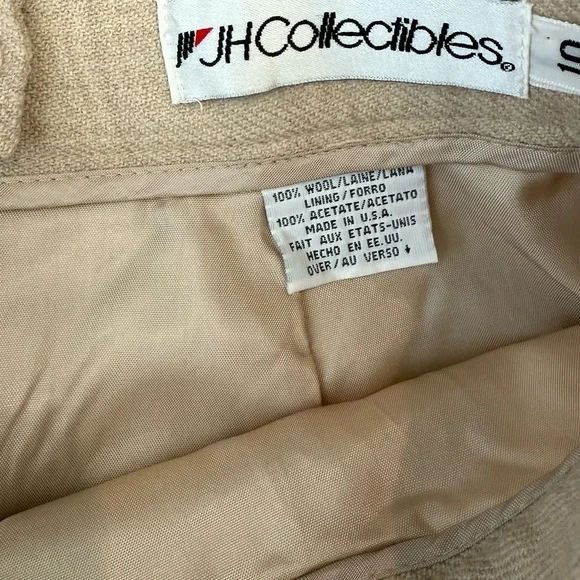 JHCollectibles®
10
100% WOOL/LAINE/LANA
LINING/FORRO
100% ACETATE/ACETATO
MADE IN U.S.A.
FAIT AUX ETATS-UNIS
HECHO EN EE.UU.
OVER/AU VERSO ↓